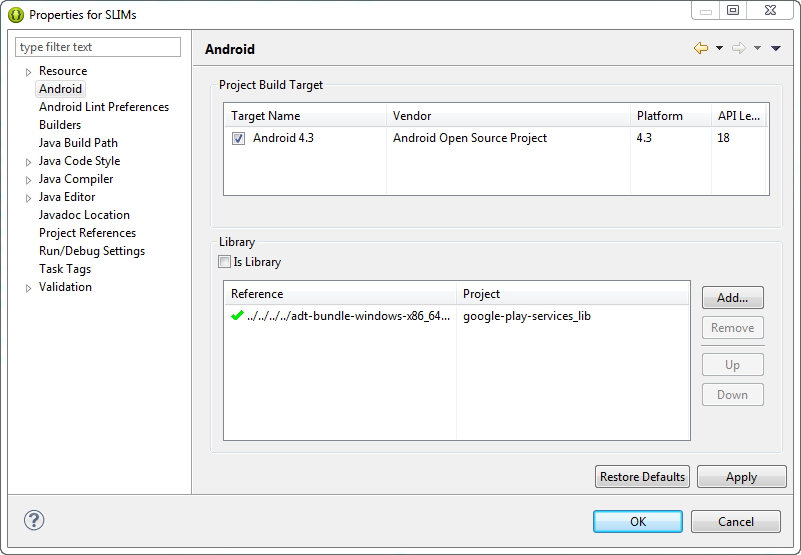 Properties for SLIMs
type filter text
Resource
Android
Android Lint Preferences
Builders
Java Build Path
Java Code Style
Java Compiler
Java Editor
Javadoc Location
Project References
Run/Debug Settings
Task Tags
Validation
Android
Project Build Target
Target Name Vendor Platform API Le...
Android 4.3 Android Open Source Project 4.3 18
Library
Is Library
Reference Project
../../../../adt-bundle-windows-x86_64... google-play-services_lib
Add...
Remove
Up
Down
Restore Defaults Apply
? OK Cancel